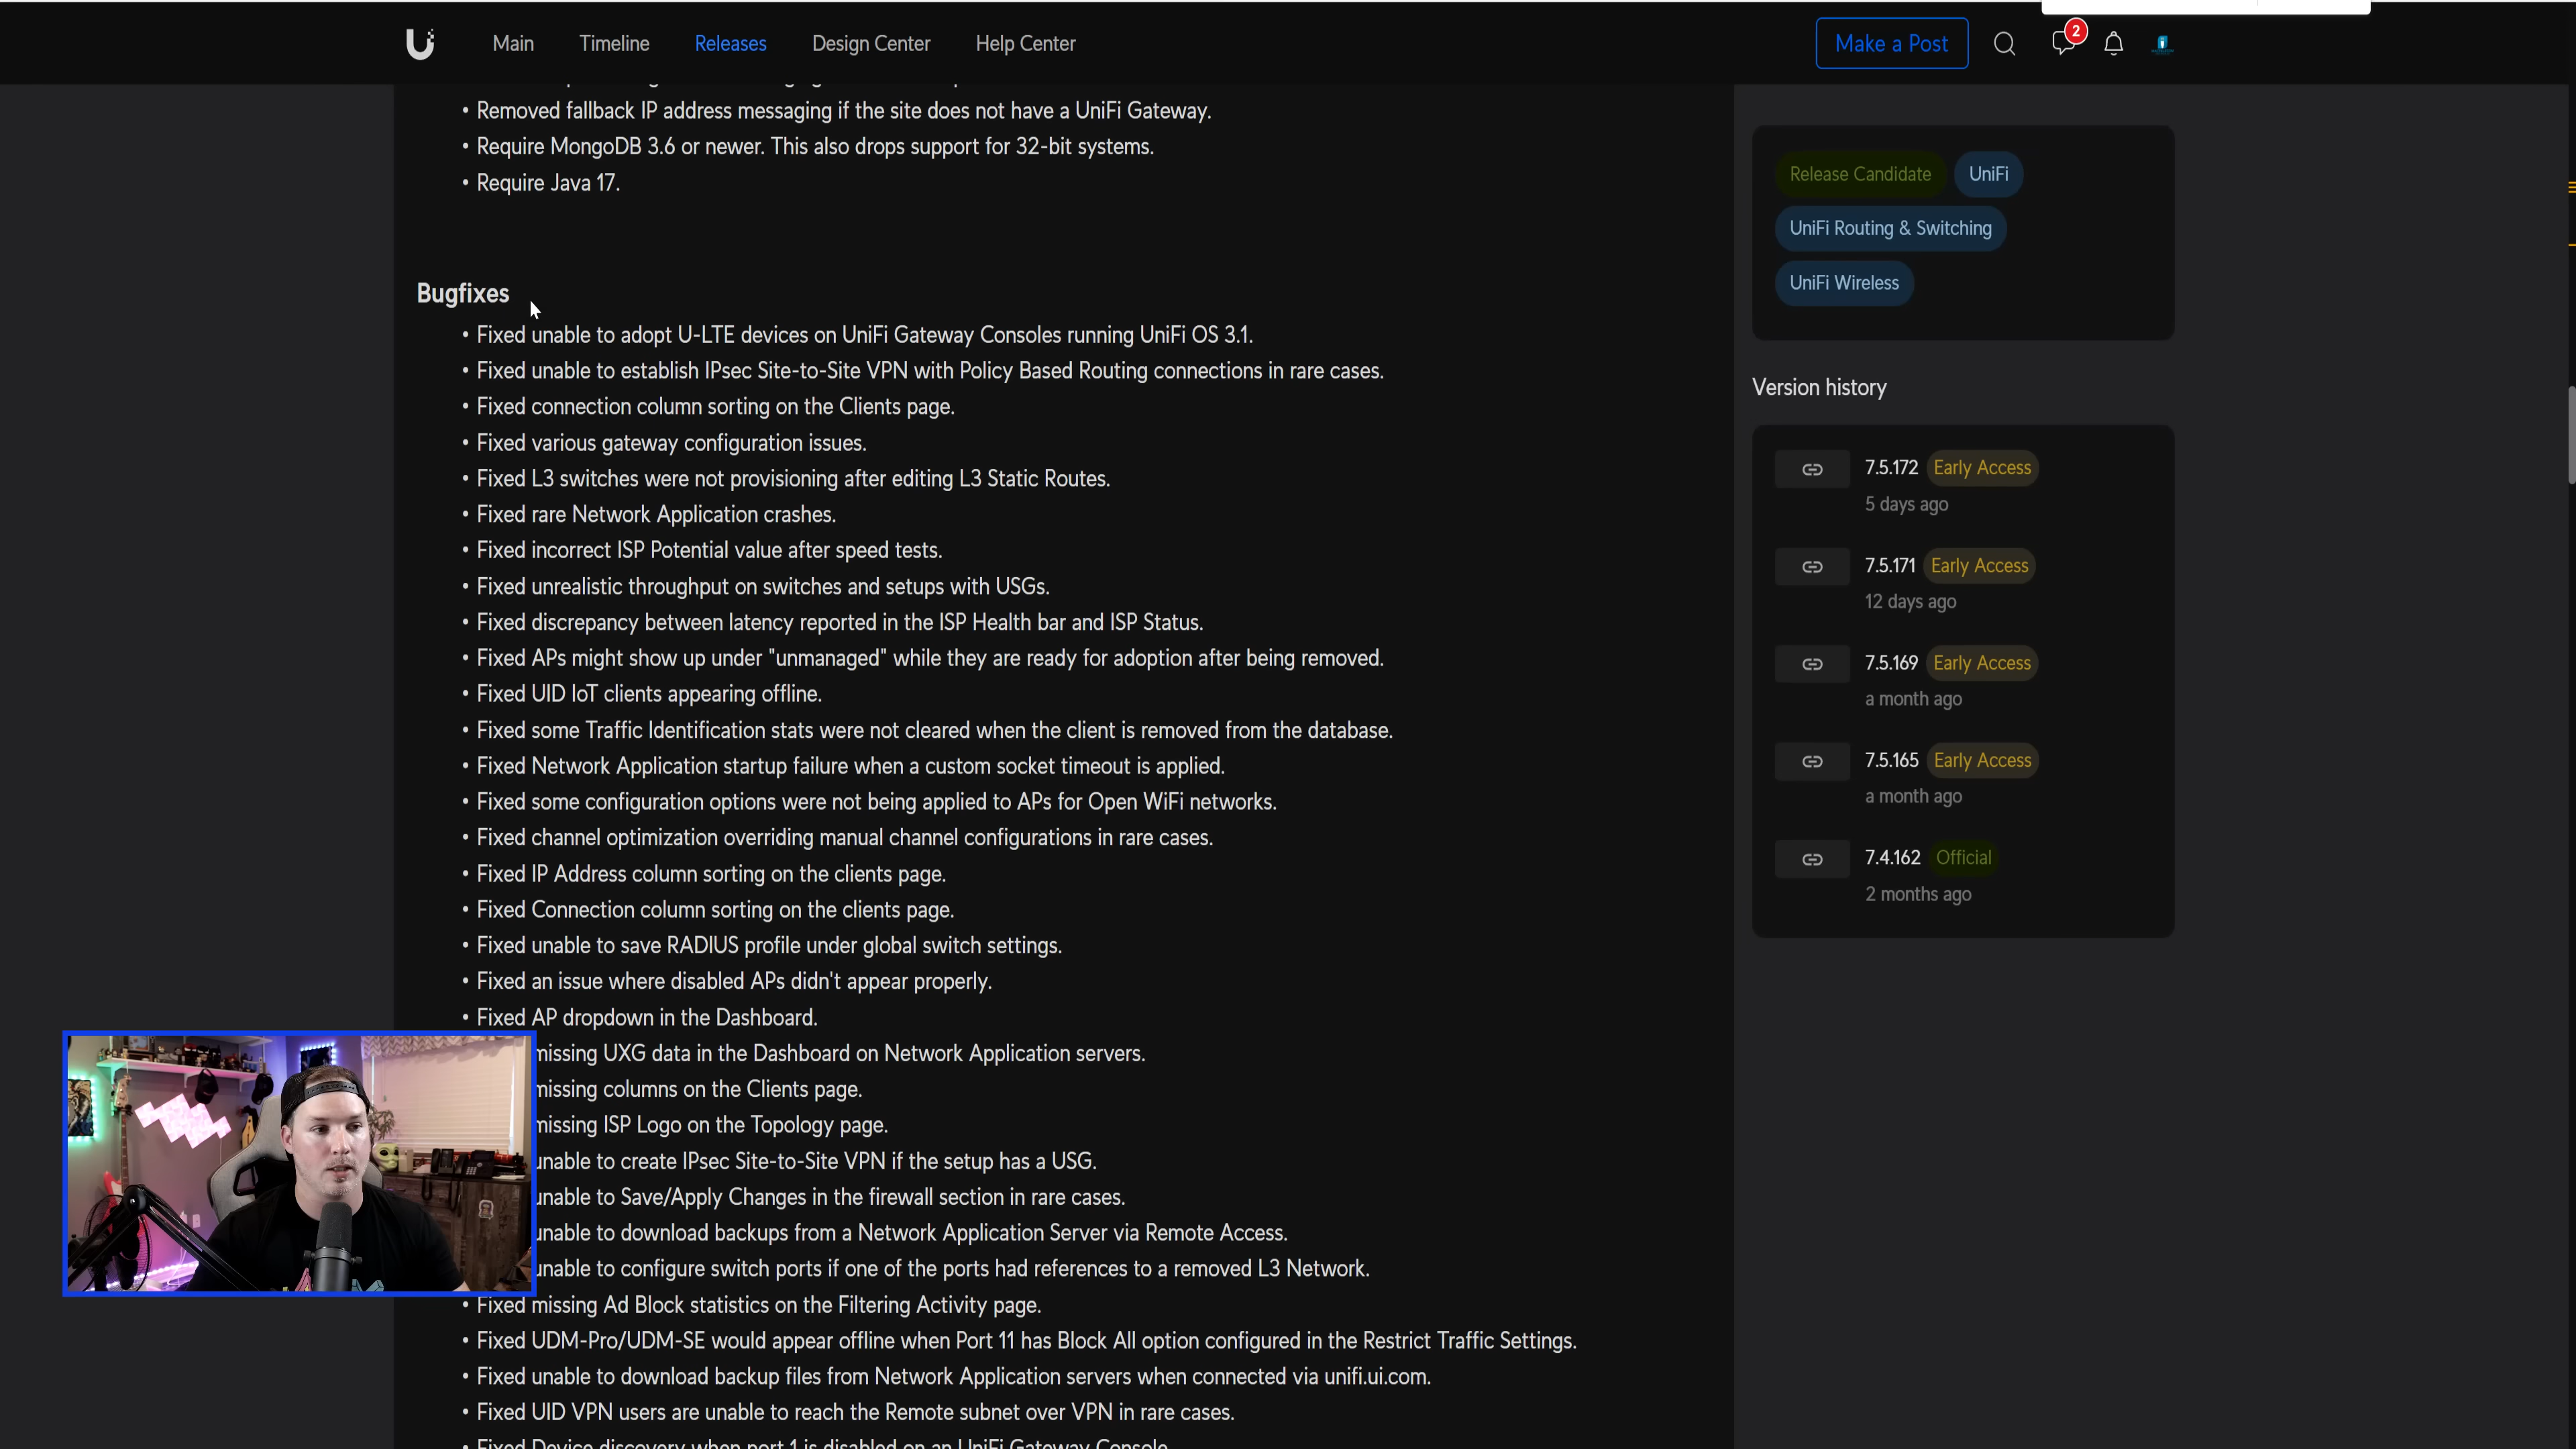 Main Timeline Releases Design Center Help Center Make a Post 2
• Removed fallback IP address messaging if the site does not have a UniFi Gateway.
• Require MongoDB 3.6 or newer. This also drops support for 32-bit systems.
• Require Java 17.
Bugfixes
• Fixed unable to adopt U-LTE devices on UniFi Gateway Consoles running UniFi OS 3.1.
• Fixed unable to establish IPsec Site-to-Site VPN with Policy Based Routing connections in rare cases.
• Fixed connection column sorting on the Clients page.
• Fixed various gateway configuration issues.
• Fixed L3 switches were not provisioning after editing L3 Static Routes.
• Fixed rare Network Application crashes.
• Fixed incorrect ISP Potential value after speed tests.
• Fixed unrealistic throughput on switches and setups with USGs.
• Fixed discrepancy between latency reported in the ISP Health bar and ISP Status.
• Fixed APs might show up under "unmanaged" while they are ready for adoption after being removed.
• Fixed UID IoT clients appearing offline.
• Fixed some Traffic Identification stats were not cleared when the client is removed from the database.
• Fixed Network Application startup failure when a custom socket timeout is applied.
• Fixed some configuration options were not being applied to APs for Open WiFi networks.
• Fixed channel optimization overriding manual channel configurations in rare cases.
• Fixed IP Address column sorting on the clients page.
• Fixed Connection column sorting on the clients page.
• Fixed unable to save RADIUS profile under global switch settings.
• Fixed an issue where disabled APs didn't appear properly.
• Fixed AP dropdown in the Dashboard.
missing UXG data in the Dashboard on Network Application servers.
missing columns on the Clients page.
missing ISP Logo on the Topology page.
unable to create IPsec Site-to-Site VPN if the setup has a USG.
unable to Save/Apply Changes in the firewall section in rare cases.
unable to download backups from a Network Application Server via Remote Access.
unable to configure switch ports if one of the ports had references to a removed L3 Network.
• Fixed missing Ad Block statistics on the Filtering Activity page.
• Fixed UDM-Pro/UDM-SE would appear offline when Port 11 has Block All option configured in the Restrict Traffic Settings.
• Fixed unable to download backup files from Network Application servers when connected via unifi.ui.com.
• Fixed UID VPN users are unable to reach the Remote subnet over VPN in rare cases.
Fixed Device discovery when port 1 is disabled on an UniFi Gateway Console
Release Candidate UniFi
UniFi Routing & Switching
UniFi Wireless
Version history
7.5.172 Early Access
5 days ago
7.5.171 Early Access
12 days ago
7.5.169 Early Access
a month ago
7.5.165 Early Access
a month ago
7.4.162 Official
2 months ago